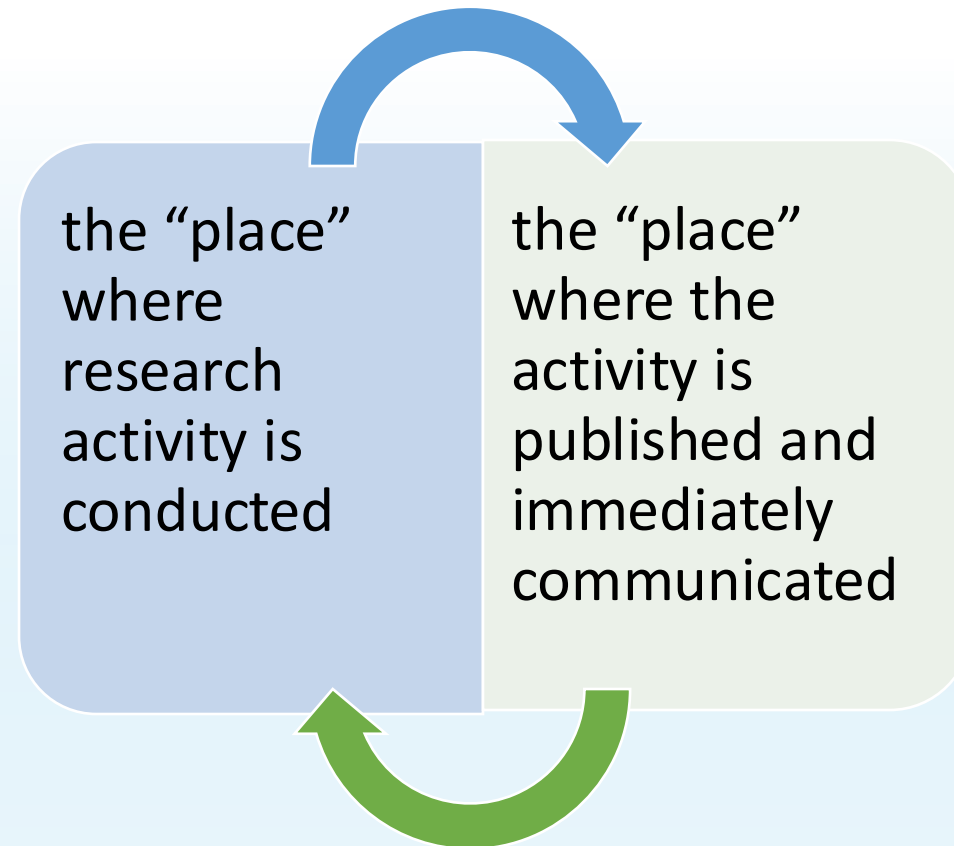 the “place”
where
research
activity is
conducted
the “place”
where the
activity is
published and
immediately
communicated